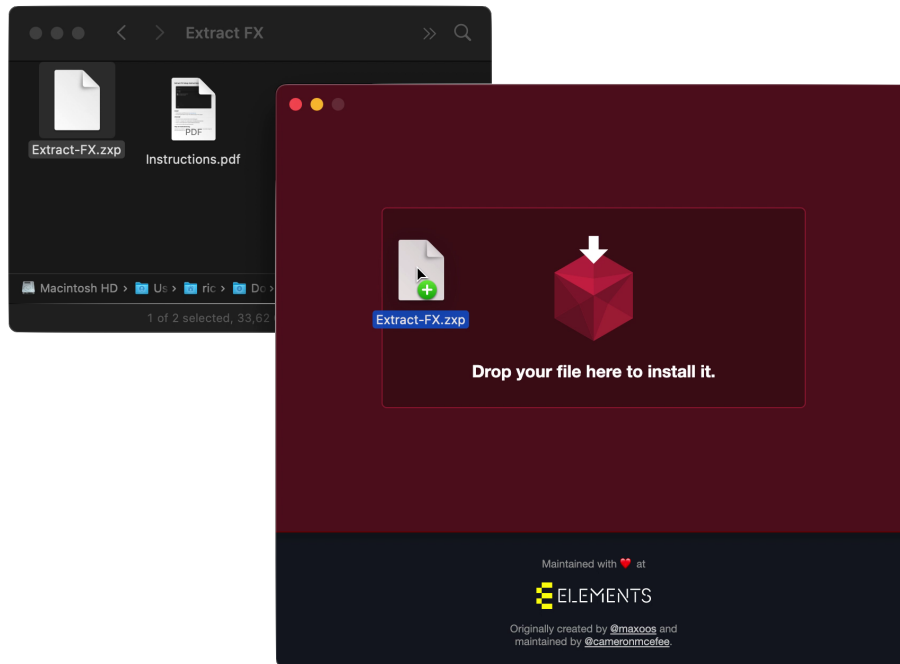 Extract FX
Extract-FX.zxp
PDF
Instructions.pdf
Macintosh HD › Us › ric › Do ›
1 of 2 selected, 33,62
Extract-FX.zxp
Drop your file here to install it.
Maintained with ❤️ at
ELEMENTS
Originally created by @maxoos and
maintained by @cameronmcefee.